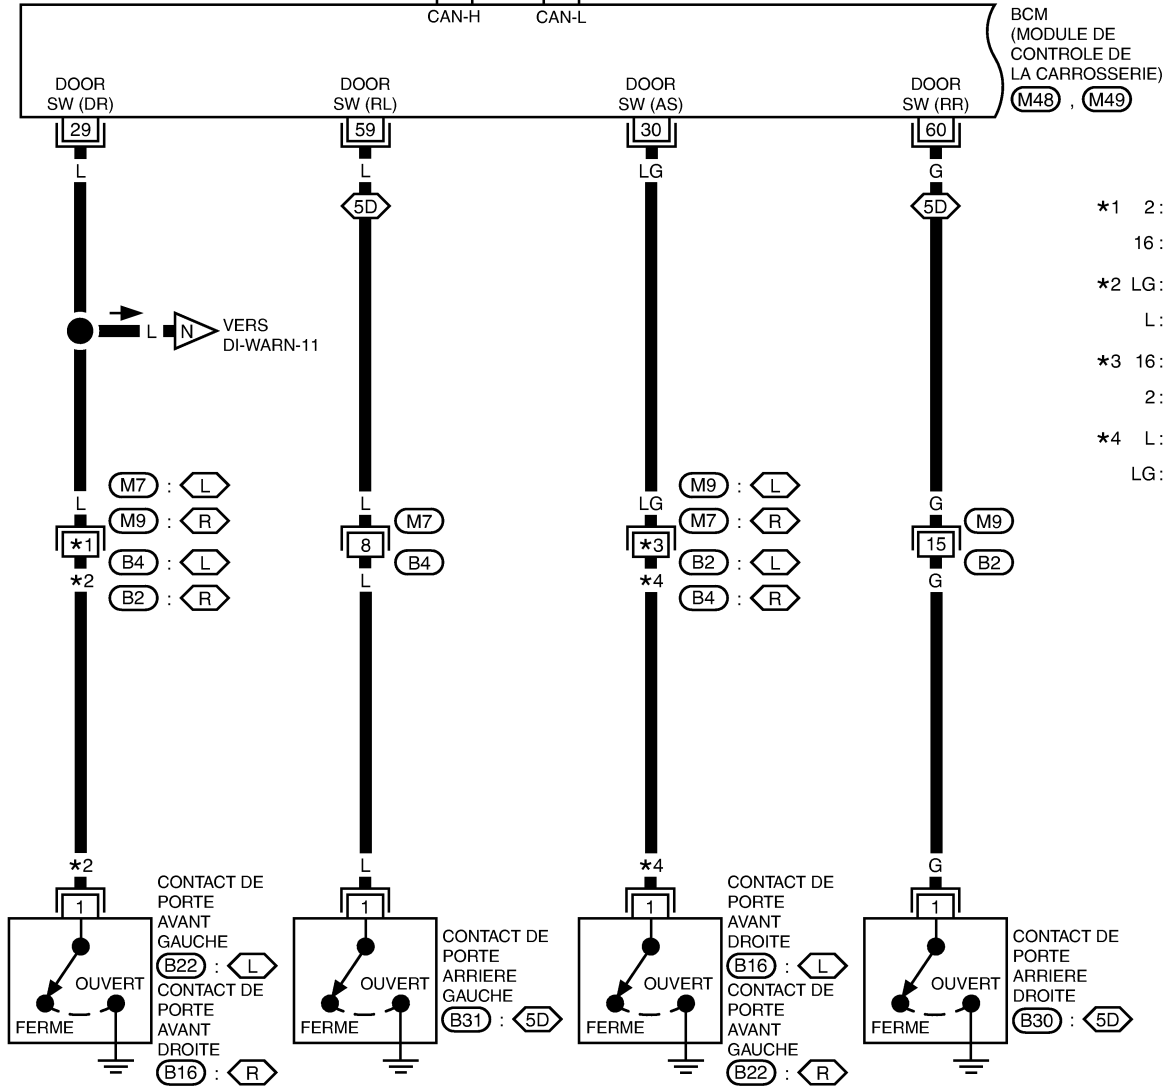 CAN-H CAN-L
BCM
(MODULE DE
CONTROLE DE
LA CARROSSERIE)
M48 , M49
DOOR
SW (DR)
DOOR
SW (RL)
DOOR
SW (AS)
DOOR
SW (RR)
29 59 30 60
L L LG G
5D 5D
*1 2 :
16 :
*2 LG :
L :
*3 16 :
2 :
*4 L :
LG :
L N VERS
DI-WARN-11
M7 : L
M9 : R
M9 : L
M7 : R
L L LG G
*1
B4 : L
B2 : R
8
M7
B4
*3
B2 : L
B4 : R
15
M9
B2
*2 L *4 G
*2 L *4 G
1 1 1 1
CONTACT DE
PORTE
AVANT
GAUCHE
B22 : L
CONTACT DE
PORTE
AVANT
DROITE
B16 : R
OUVERT
FERME
CONTACT DE
PORTE
ARRIERE
GAUCHE
B31 : 5D
OUVERT
FERME
CONTACT DE
PORTE
AVANT
DROITE
B16 : L
CONTACT DE
PORTE
AVANT
GAUCHE
B22 : R
OUVERT
FERME
CONTACT DE
PORTE
ARRIERE
DROITE
B30 : 5D
OUVERT
FERME